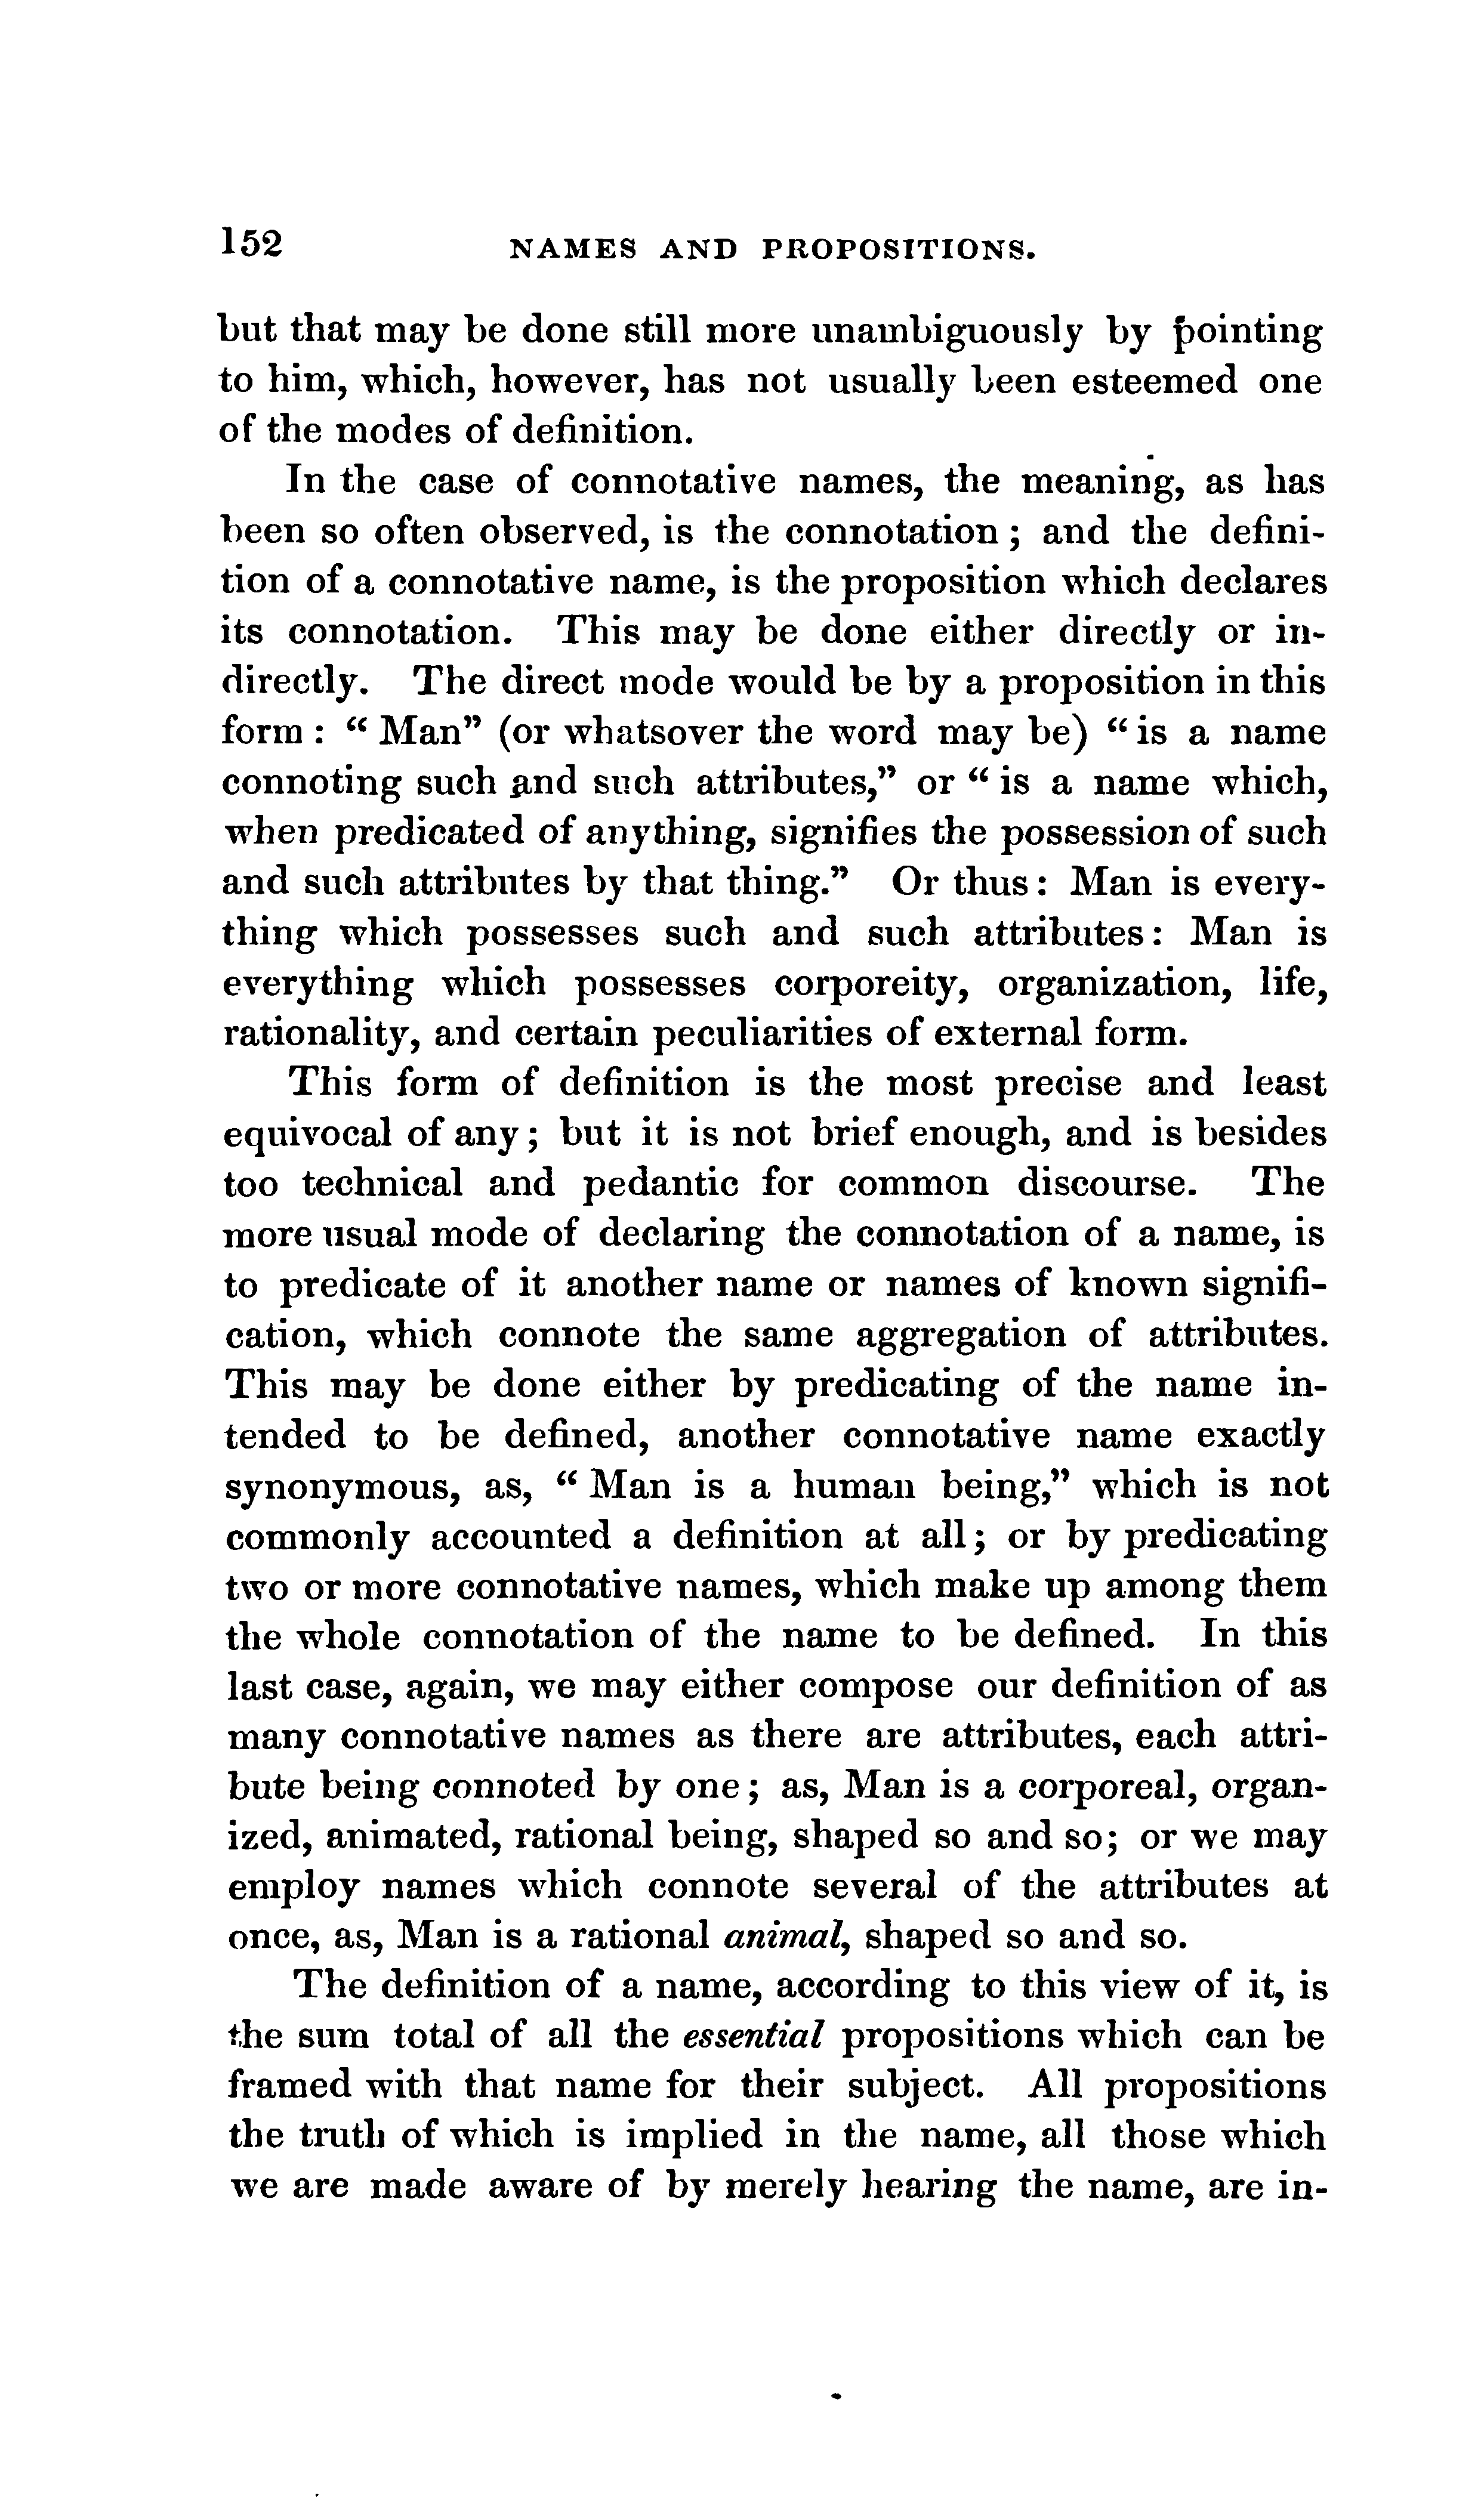 152 NAMES AND PROPOSITIONS.
but that may be done still more unambiguously by pointing
to him, which, however, has not usually been esteemed one
of the modes of definition.
In the case of connotative names, the meaning, as has
been so often observed, is the connotation; and the defini-
tion of a connotative name, is the proposition which declares
its connotation. This may be done either directly or in-
directly. The direct mode would be by a proposition in this
form: “Man” (or whatsover the word may be) “is a name
connoting such and such attributes,” or “is a name which,
when predicated of anything, signifies the possession of such
and such attributes by that thing.” Or thus: Man is every-
thing which possesses such and such attributes: Man is
everything which possesses corporeity, organization, life,
rationality, and certain peculiarities of external form.
This form of definition is the most precise and least
equivocal of any; but it is not brief enough, and is besides
too technical and pedantic for common discourse. The
more usual mode of declaring the connotation of a name, is
to predicate of it another name or names of known signifi-
cation, which connote the same aggregation of attributes.
This may be done either by predicating of the name in-
tended to be defined, another connotative name exactly
synonymous, as, “Man is a human being,” which is not
commonly accounted a definition at all; or by predicating
two or more connotative names, which make up among them
the whole connotation of the name to be defined. In this
last case, again, we may either compose our definition of as
many connotative names as there are attributes, each attri-
bute being connoted by one; as, Man is a corporeal, organ-
ized, animated, rational being, shaped so and so; or we may
employ names which connote several of the attributes at
once, as, Man is a rational animal, shaped so and so.
The definition of a name, according to this view of it, is
the sum total of all the essential propositions which can be
framed with that name for their subject. All propositions
the truth of which is implied in the name, all those which
we are made aware of by merely hearing the name, are in-